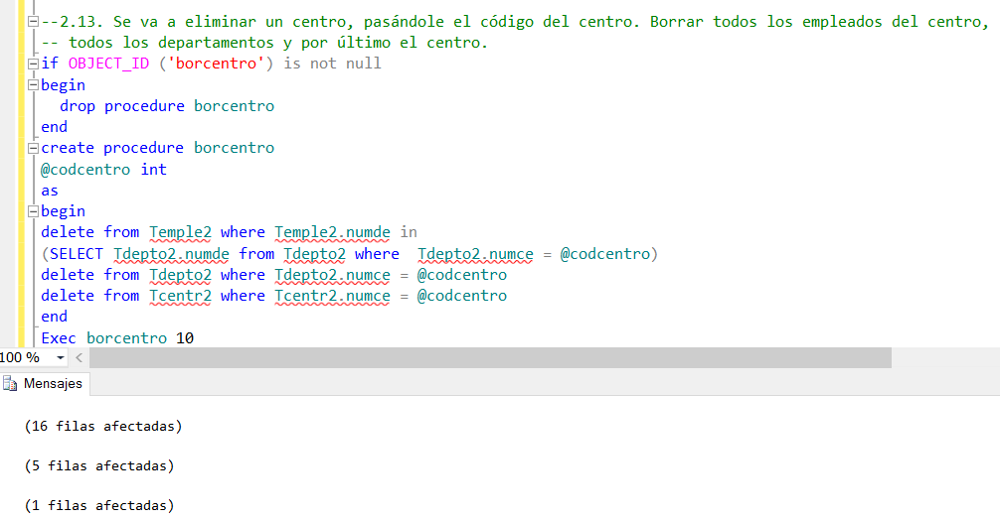 --2.13. Se va a eliminar un centro, pasándole el código del centro. Borrar todos los empleados del centro,
-- todos los departamentos y por último el centro.
if OBJECT_ID ('borcentro') is not null
begin
  drop procedure borcentro
end
create procedure borcentro
@codcentro int
as
begin
delete from Temple2 where Temple2.numde in
(SELECT Tdepto2.numde from Tdepto2 where  Tdepto2.numce = @codcentro)
delete from Tdepto2 where Tdepto2.numce = @codcentro
delete from Tcentr2 where Tcentr2.numce = @codcentro
end
Exec borcentro 10
100 %
Mensajes
(16 filas afectadas)
(5 filas afectadas)
(1 filas afectadas)